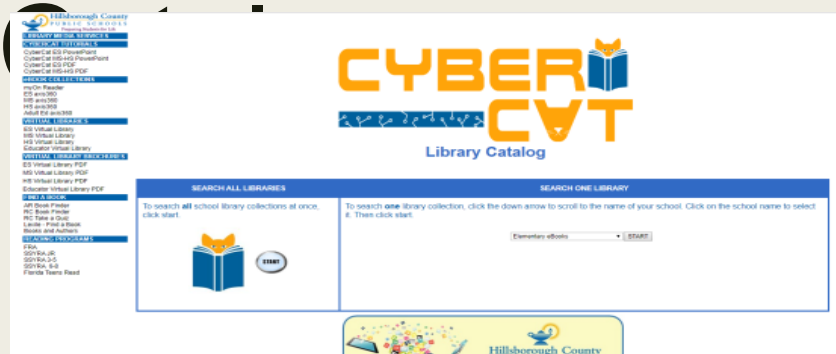 Hillsborough County
PUBLIC SCHOOLS
Preparing Students for Life
LIBRARY MEDIA SERVICES
CYBERCAT TUTORIALS
CyberCat ES PowerPoint
CyberCat MS-HS PowerPoint
CyberCat ES PDF
CyberCat MS-HS PDF
eBOOK COLLECTIONS
myOn Reader
ES axis360
MS axis360
HS axis360
Adult Ed axis360
VIRTUAL LIBRARIES
ES Virtual Library
MS Virtual Library
HS Virtual Library
Educator Virtual Library
VIRTUAL LIBRARY BROCHURES
ES Virtual Library PDF
MS Virtual Library PDF
HS Virtual Library PDF
Educator Virtual Library PDF
FIND A BOOK
AR Book Finder
RC Book Finder
RC Take a Quiz
Lexile - Find a Book
Books and Authors
READING PROGRAMS
FRA
SSYRA JR
SSYRA 3-5
SSYRA 6-8
Florida Teens Read
CYBER
CAT
Library Catalog
SEARCH ALL LIBRARIES
To search all school library collections at once,
click start.
START
SEARCH ONE LIBRARY
To search one library collection, click the down arrow to scroll to the name of your school. Click on the school name to select
it. Then click start.
Elementary eBooks
START
Hillsborough County